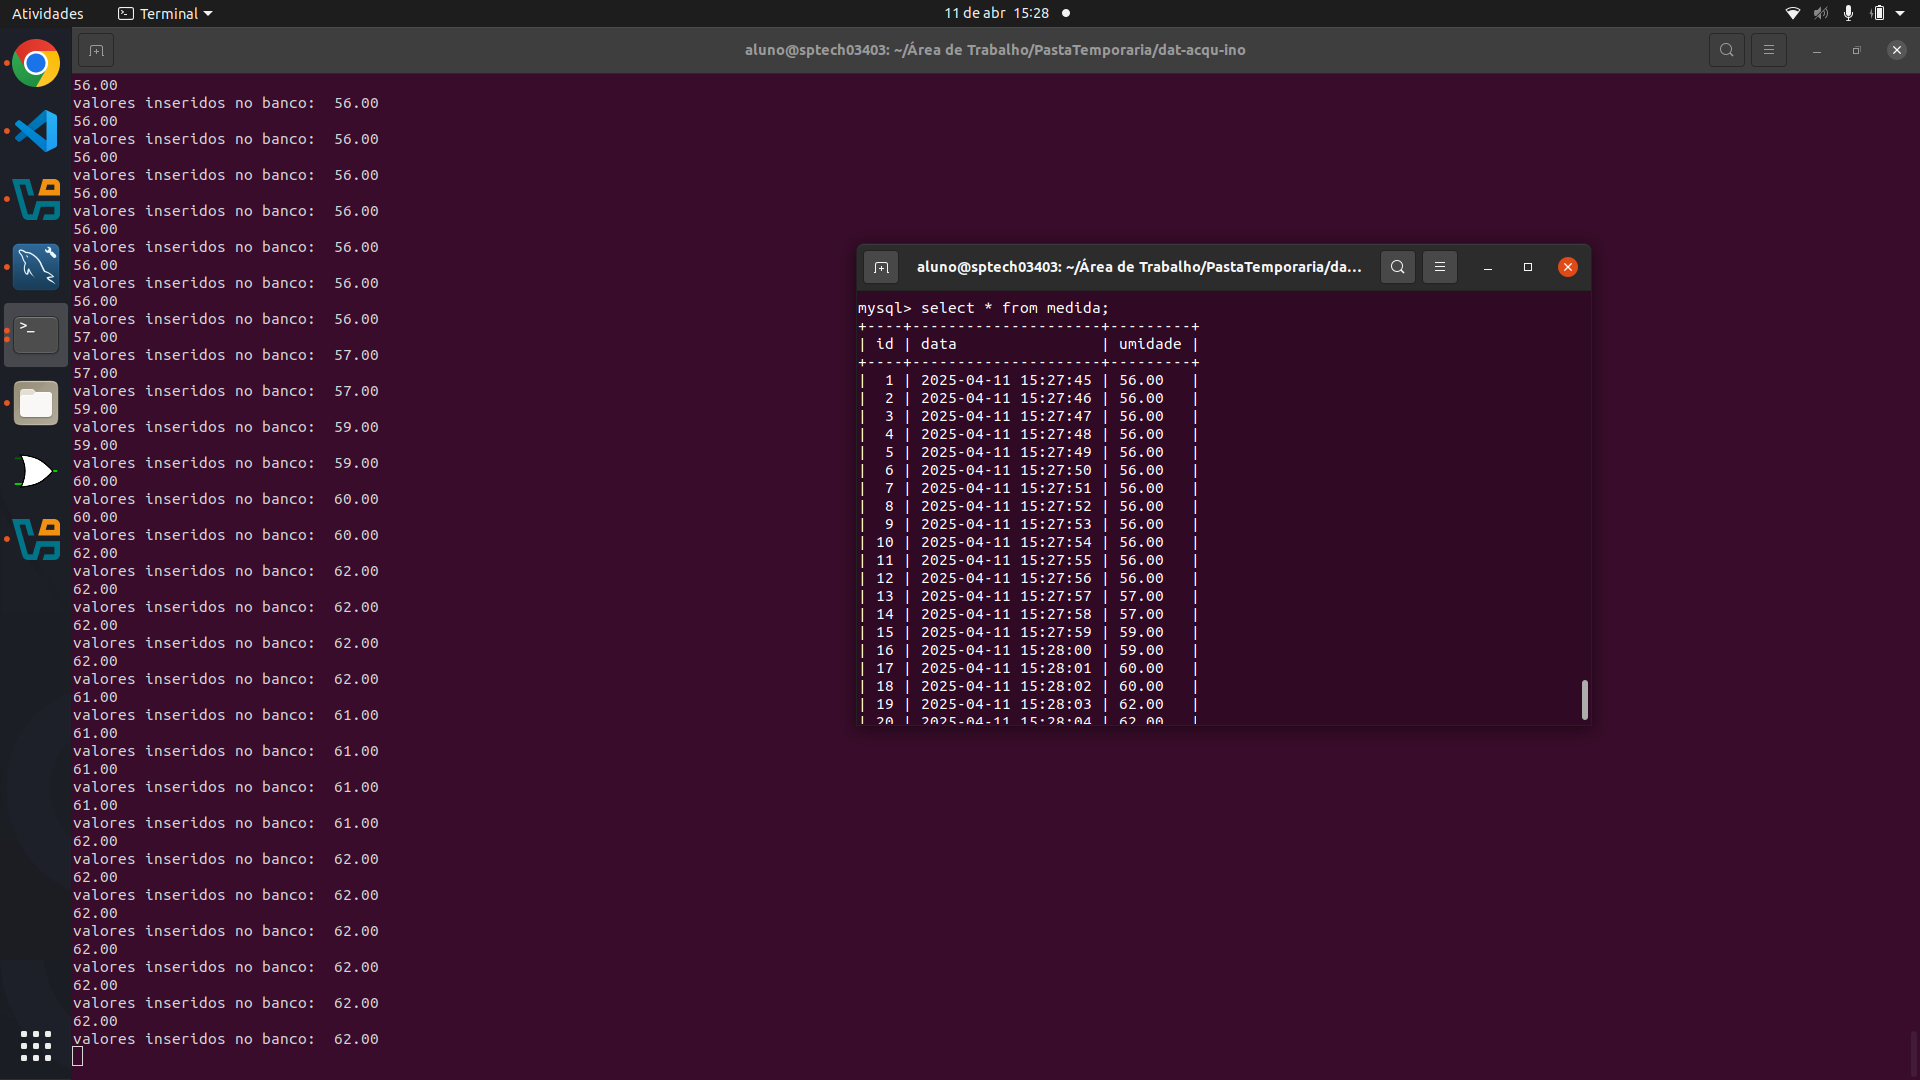 Atividades
Terminal
11 de abr 15:28
aluno@sptech03403: ~/Área de Trabalho/PastaTemporaria/dat-acqu-ino
56.00
valores inseridos no banco:  56.00
56.00
valores inseridos no banco:  56.00
56.00
valores inseridos no banco:  56.00
56.00
valores inseridos no banco:  56.00
56.00
valores inseridos no banco:  56.00
56.00
valores inseridos no banco:  56.00
56.00
valores inseridos no banco:  56.00
57.00
valores inseridos no banco:  57.00
57.00
valores inseridos no banco:  57.00
59.00
valores inseridos no banco:  59.00
59.00
valores inseridos no banco:  59.00
60.00
valores inseridos no banco:  60.00
60.00
valores inseridos no banco:  60.00
62.00
valores inseridos no banco:  62.00
62.00
valores inseridos no banco:  62.00
62.00
valores inseridos no banco:  62.00
62.00
valores inseridos no banco:  62.00
61.00
valores inseridos no banco:  61.00
61.00
valores inseridos no banco:  61.00
61.00
valores inseridos no banco:  61.00
61.00
valores inseridos no banco:  61.00
62.00
valores inseridos no banco:  62.00
62.00
valores inseridos no banco:  62.00
62.00
valores inseridos no banco:  62.00
62.00
valores inseridos no banco:  62.00
62.00
valores inseridos no banco:  62.00
62.00
valores inseridos no banco:  62.00
aluno@sptech03403: ~/Área de Trabalho/PastaTemporaria/da...
mysql> select * from medida;
+----+---------------------+---------+
| id | data                | umidade |
+----+---------------------+---------+
|  1 | 2025-04-11 15:27:45 | 56.00   |
|  2 | 2025-04-11 15:27:46 | 56.00   |
|  3 | 2025-04-11 15:27:47 | 56.00   |
|  4 | 2025-04-11 15:27:48 | 56.00   |
|  5 | 2025-04-11 15:27:49 | 56.00   |
|  6 | 2025-04-11 15:27:50 | 56.00   |
|  7 | 2025-04-11 15:27:51 | 56.00   |
|  8 | 2025-04-11 15:27:52 | 56.00   |
|  9 | 2025-04-11 15:27:53 | 56.00   |
| 10 | 2025-04-11 15:27:54 | 56.00   |
| 11 | 2025-04-11 15:27:55 | 56.00   |
| 12 | 2025-04-11 15:27:56 | 56.00   |
| 13 | 2025-04-11 15:27:57 | 57.00   |
| 14 | 2025-04-11 15:27:58 | 57.00   |
| 15 | 2025-04-11 15:27:59 | 59.00   |
| 16 | 2025-04-11 15:28:00 | 59.00   |
| 17 | 2025-04-11 15:28:01 | 60.00   |
| 18 | 2025-04-11 15:28:02 | 60.00   |
| 19 | 2025-04-11 15:28:03 | 62.00   |
| 20 | 2025-04-11 15:28:04 | 62.00   |